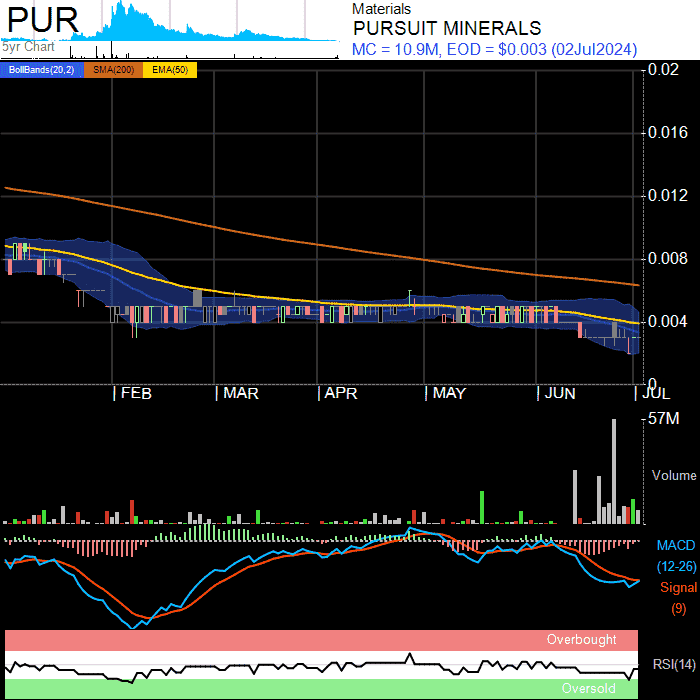 PUR
5yr Chart
Materials
PURSUIT MINERALS
MC = 10.9M, EOD = $0.003 (02Jul2024)
BollBands(20,2) SMA(200) EMA(50)
0.02
0.016
0.012
0.008
0.004
0
FEB MAR APR MAY JUN JUL
57M
Volume
MACD
(12-26)
Signal
(9)
Overbought
RSI(14)
Oversold